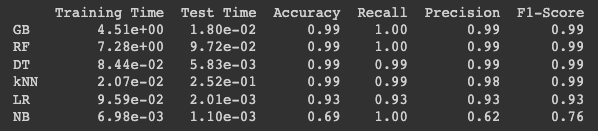 Training Time Test Time Accuracy Recall Precision F1-Score
GB 4.51e+00 1.80e-02 0.99 1.00 0.99 0.99
RF 7.28e+00 9.72e-02 0.99 1.00 0.99 0.99
DT 8.44e-02 5.83e-03 0.99 0.99 0.99 0.99
kNN 2.07e-02 2.52e-01 0.99 0.99 0.98 0.99
LR 9.59e-02 2.01e-03 0.93 0.93 0.93 0.93
NB 6.98e-03 1.10e-03 0.69 1.00 0.62 0.76